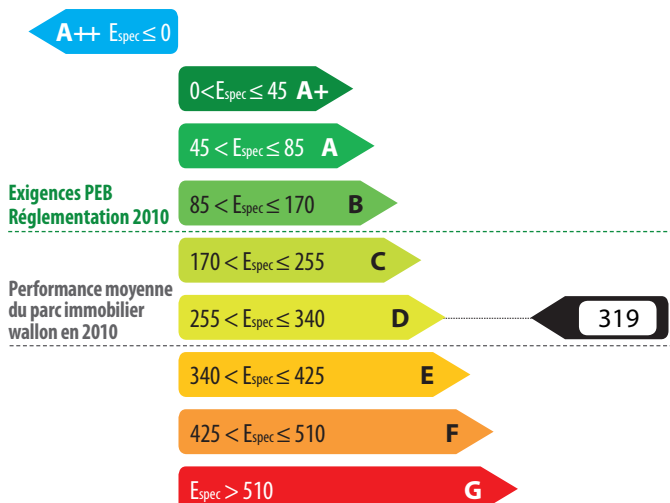 A++ Espec ≤ 0
0 < Espec ≤ 45 A+
45 < Espec ≤ 85 A
Exigences PEB
Réglementation 2010
85 < Espec ≤ 170 B
170 < Espec ≤ 255 C
Performance moyenne
du parc immobilier
wallon en 2010
255 < Espec ≤ 340 D
319
340 < Espec ≤ 425 E
425 < Espec ≤ 510 F
Espec > 510 G